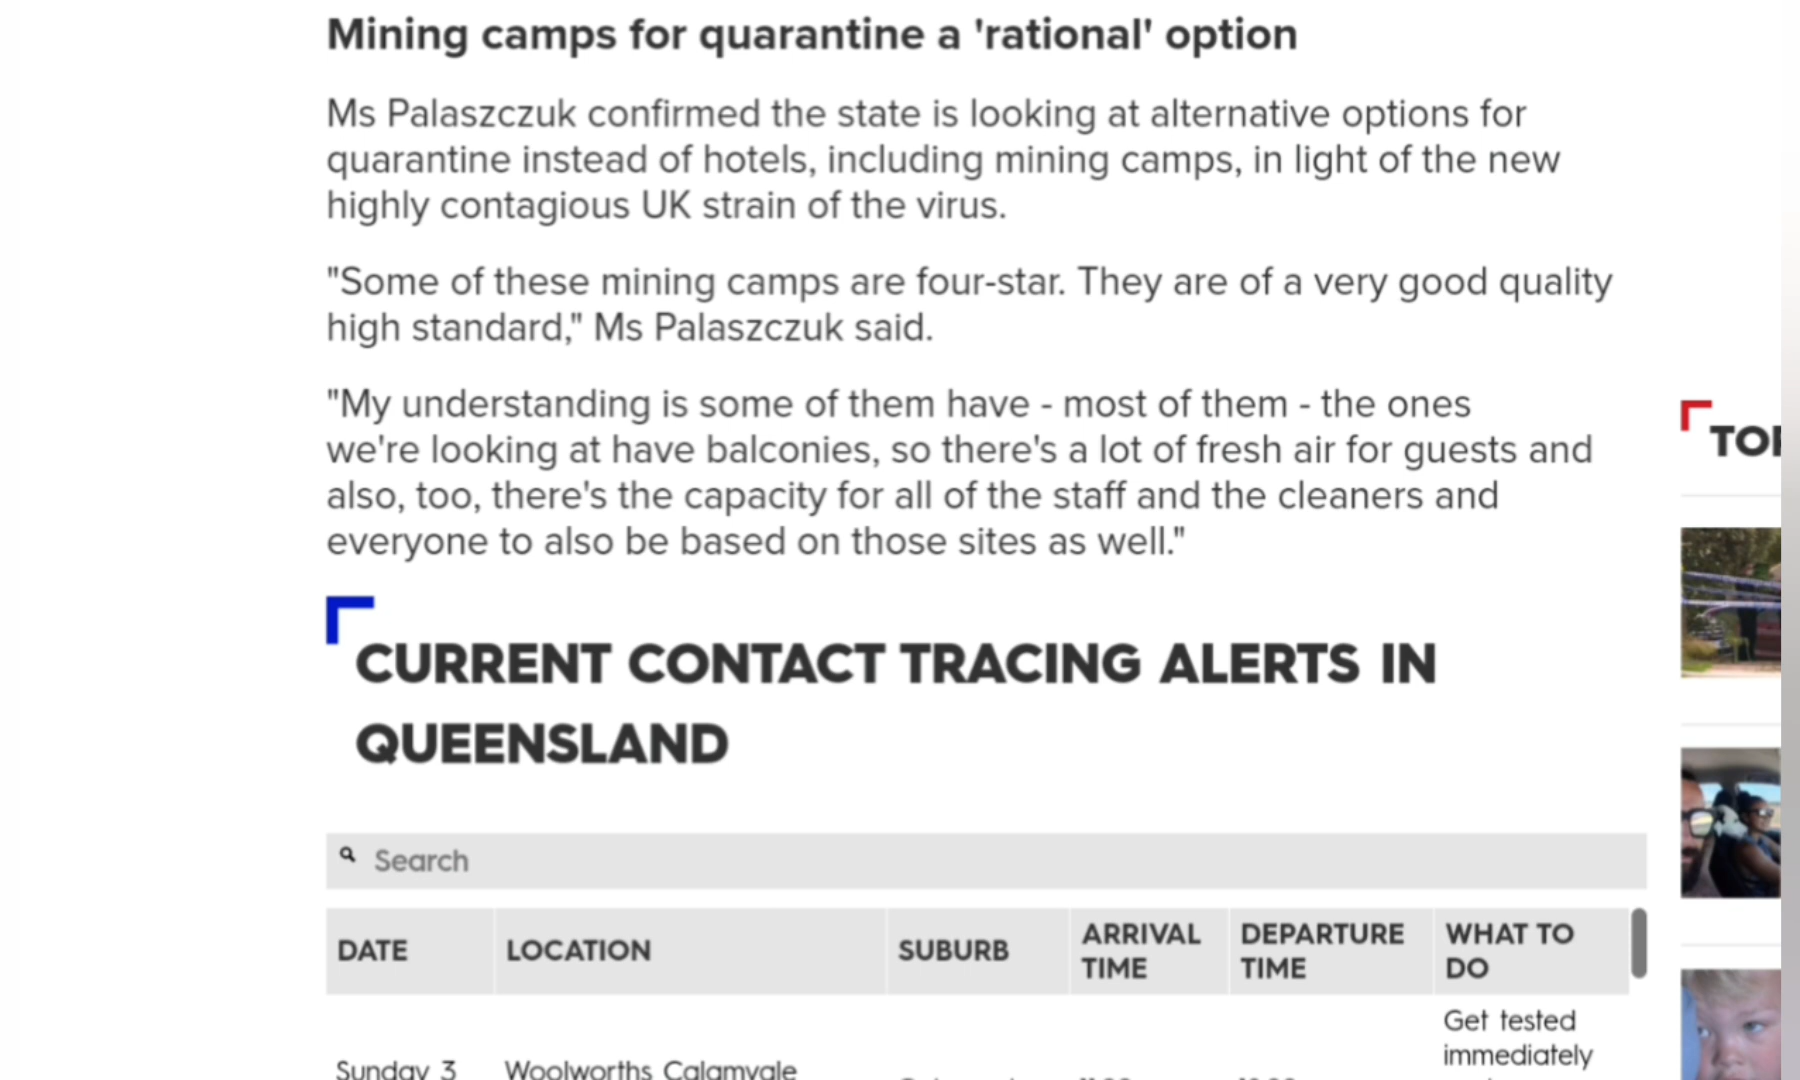 Mining camps for quarantine a 'rational' option
Ms Palaszczuk confirmed the state is looking at alternative options for
quarantine instead of hotels, including mining camps, in light of the new
highly contagious UK strain of the virus.
"Some of these mining camps are four-star. They are of a very good quality
high standard," Ms Palaszczuk said.
"My understanding is some of them have - most of them - the ones
we're looking at have balconies, so there's a lot of fresh air for guests and
also, too, there's the capacity for all of the staff and the cleaners and
everyone to also be based on those sites as well."
CURRENT CONTACT TRACING ALERTS IN
QUEENSLAND
Search
DATE LOCATION SUBURB ARRIVAL TIME DEPARTURE TIME WHAT TO DO
Get tested
immediately
Sunday 3 Woolworths Calamvale